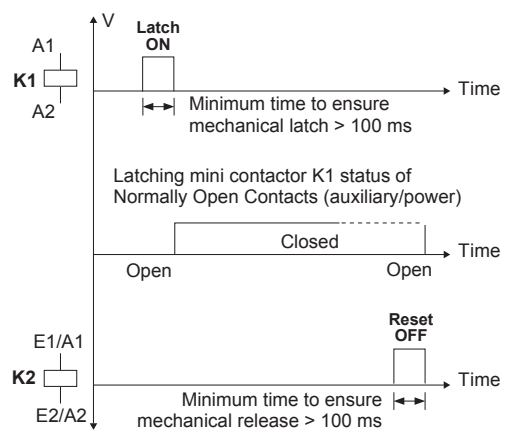 V
Latch
ON
A1
K1
A2
Time
Minimum time to ensure
mechanical latch > 100 ms
Latching mini contactor K1 status of
Normally Open Contacts (auxiliary/power)
Closed
Time
Open
Open
Reset
OFF
E1/A1
K2
E2/A2
Time
Minimum time to ensure
mechanical release > 100 ms